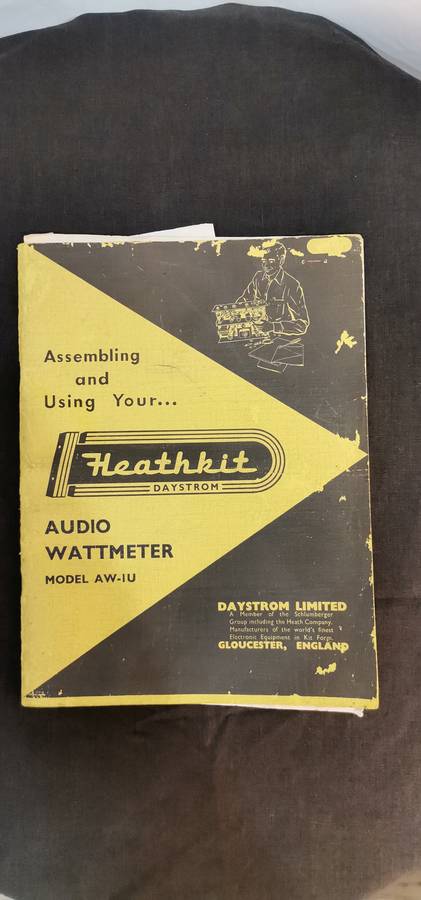 Assembling
and
Using Your...
Heathkit
DAYSTROM
AUDIO
WATTMETER
MODEL AW-1U
DAYSTROM LIMITED
A Member of the Schlumberger
Group including the Heath Company.
Manufacturers of the world's finest
Electronic Equipment in Kit Form.
GLOUCESTER, ENGLAND